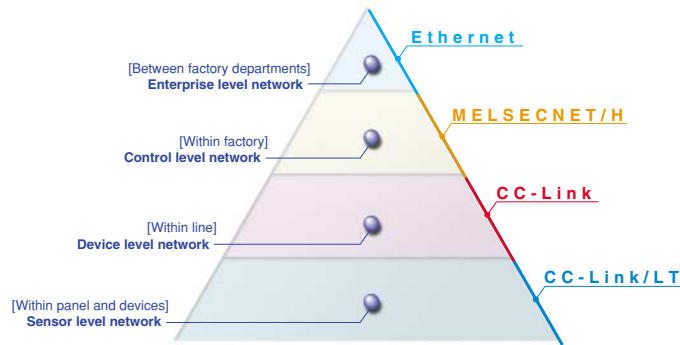 Ethernet
[Between factory departments]
Enterprise level network
MELSECNET/H
[Within factory]
Control level network
CC-Link
[Within line]
Device level network
CC-Link/LT
[Within panel and devices]
Sensor level network